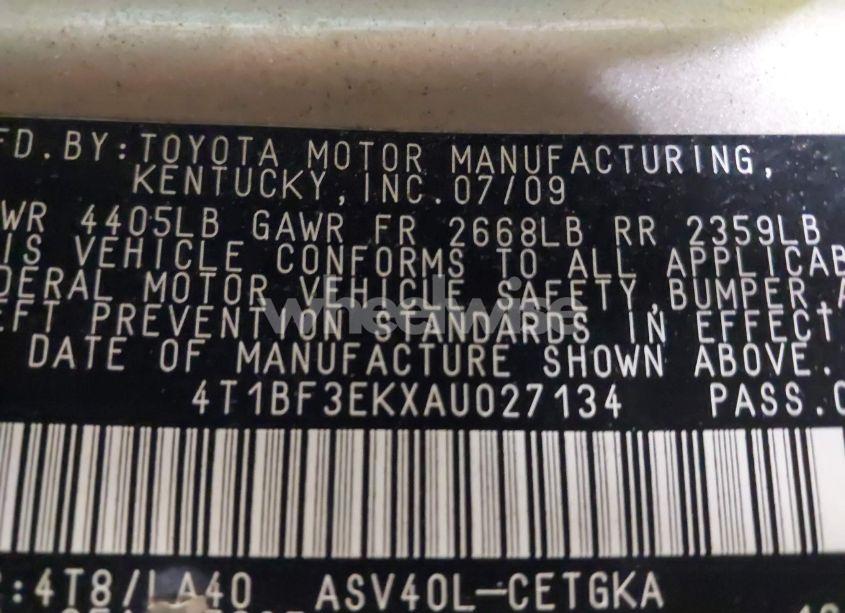 FD. BY: TOYOTA MOTOR MANUFACTURING,
KENTUCKY, INC. 07/09
WR 4405LB GAWR FR 2668LB RR 2359LB
IS VEHICLE CONFORMS TO ALL APPLICAB
DERAL MOTOR VEHICLE SAFETY, BUMPER, A
EFT PREVENTION STANDARDS IN EFFECT
DATE OF MANUFACTURE SHOWN ABOVE.
wheelwise
4T1BF3EKXAU027134 PASS. C
:4T8/LA40 ASV40L-CETGKA